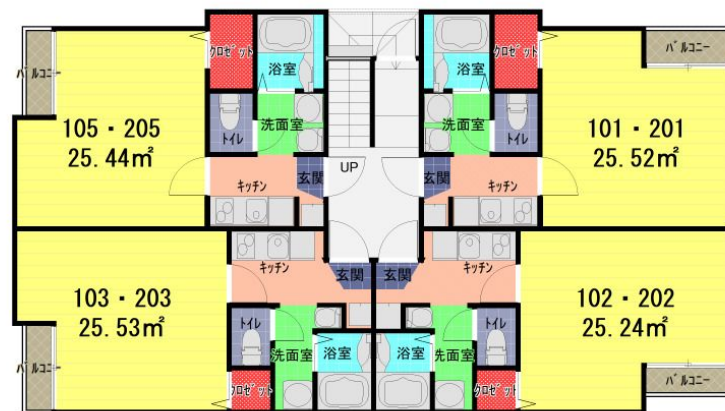 バルコニー
クロゼット
浴室
浴室
クロゼット
バルコニー
105・205
25.44㎡
トイレ
洗面室
洗面室
トイレ
101・201
25.52㎡
UP
キッチン
玄関
玄関
キッチン
キッチン
玄関
玄関
キッチン
103・203
25.53㎡
トイレ
洗面室
浴室
浴室
洗面室
トイレ
102・202
25.24㎡
バルコニー
クロゼット
クロゼット
バルコニー